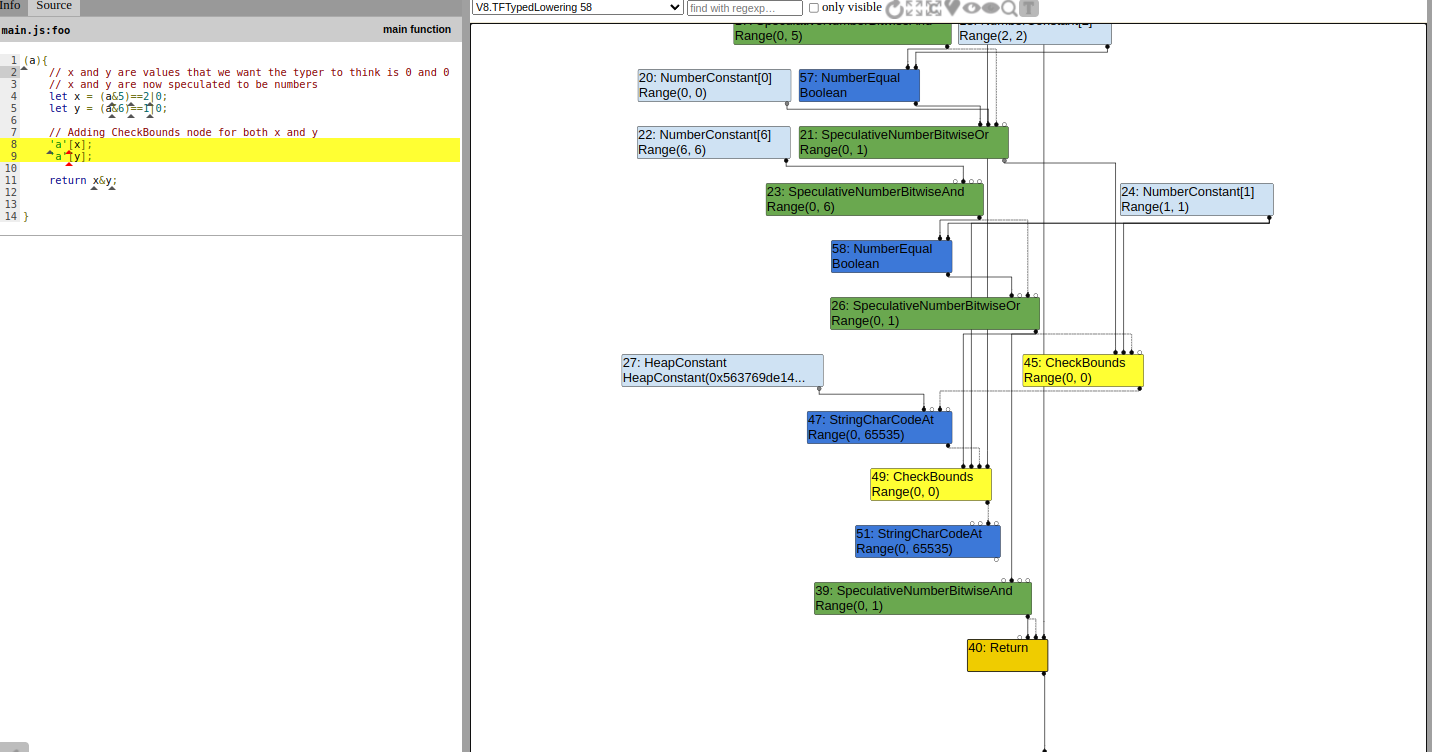 Info Source
main.js:foo main function
1 (a){
2 // x and y are values that we want the typer to think is 0 and 0
3 // x and y are now speculated to be numbers
4 let x = (a&5)==2|0;
5 let y = (a&6)==1|0;
6
7 // Adding CheckBounds node for both x and y
8 'a'[x];
9 'a'[y];
10
11 return x&y;
12
13
14 }
V8.TFTypedLowering 58 find with regexp… only visible T
Range(0, 5)
Range(2, 2)
20: NumberConstant[0]
Range(0, 0)
57: NumberEqual
Boolean
22: NumberConstant[6]
Range(6, 6)
21: SpeculativeNumberBitwiseOr
Range(0, 1)
23: SpeculativeNumberBitwiseAnd
Range(0, 6)
24: NumberConstant[1]
Range(1, 1)
58: NumberEqual
Boolean
26: SpeculativeNumberBitwiseOr
Range(0, 1)
27: HeapConstant
HeapConstant(0x563769de14...
45: CheckBounds
Range(0, 0)
47: StringCharCodeAt
Range(0, 65535)
49: CheckBounds
Range(0, 0)
51: StringCharCodeAt
Range(0, 65535)
39: SpeculativeNumberBitwiseAnd
Range(0, 1)
40: Return